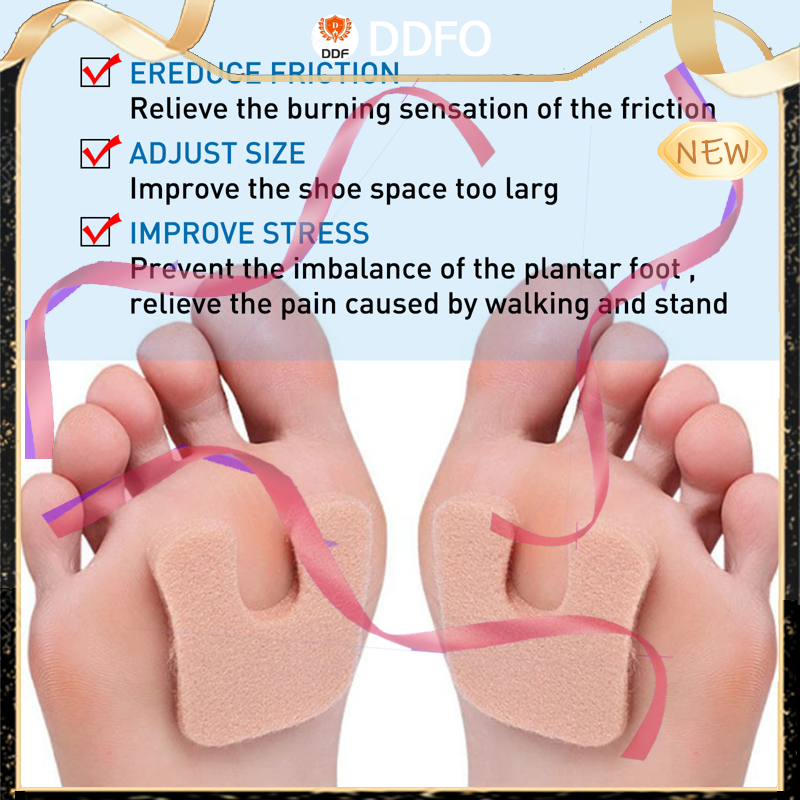 DDF DDFO
EREDUCE FRICTION
Relieve the burning sensation of the friction
NEW
ADJUST SIZE
Improve the shoe space too larg
IMPROVE STRESS
Prevent the imbalance of the plantar foot ,
relieve the pain caused by walking and stand